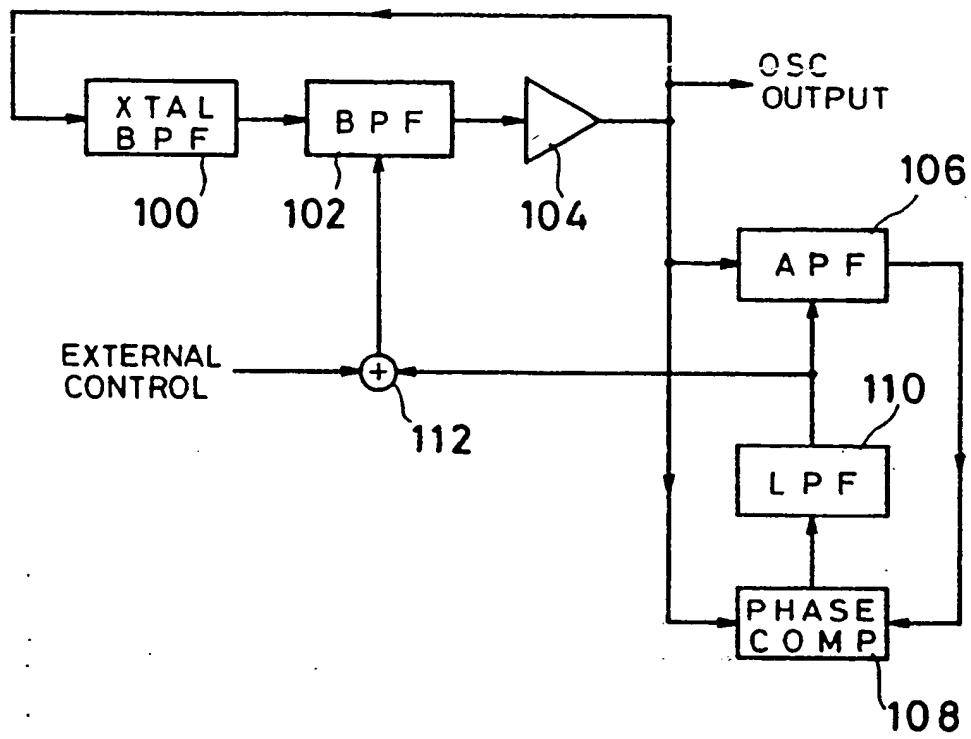 OSC
OUTPUT
XTAL
BPF
BPF
100
102
104
106
APF
EXTERNAL
CONTROL
+
112
110
LPF
PHASE
COMP
108